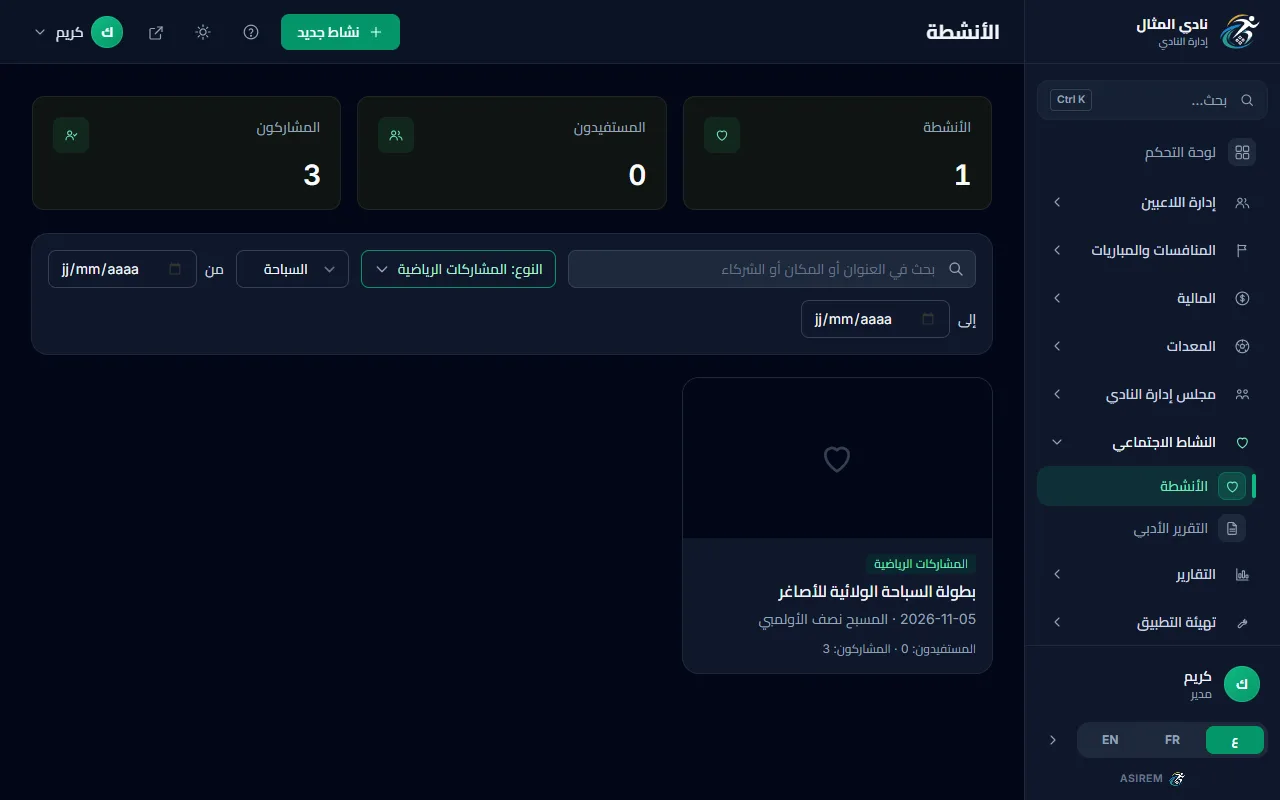 نادي المثال
إدارة النادي
بحث...
Ctrl K
لوحة التحكم
إدارة اللاعبين
المنافسات والمباريات
المالية
المعدات
مجلس إدارة النادي
النشاط الاجتماعي
الأنشطة
التقرير الأدبي
التقارير
تهيئة التطبيق
ك
كريم
مدير
ع
FR
EN
ASIREM
الأنشطة
نشاط جديد
ك
كريم
الأنشطة
1
المستفيدون
0
المشاركون
3
بحث في العنوان أو المكان أو الشركاء
النوع: المشاركات الرياضية
السباحة
من
jj/mm/aaaa
إلى
jj/mm/aaaa
المشاركات الرياضية
بطولة السباحة الولائية للأصاغر
2026-11-05 · المسبح نصف الأولمبي
المستفيدون: 0 · المشاركون: 3